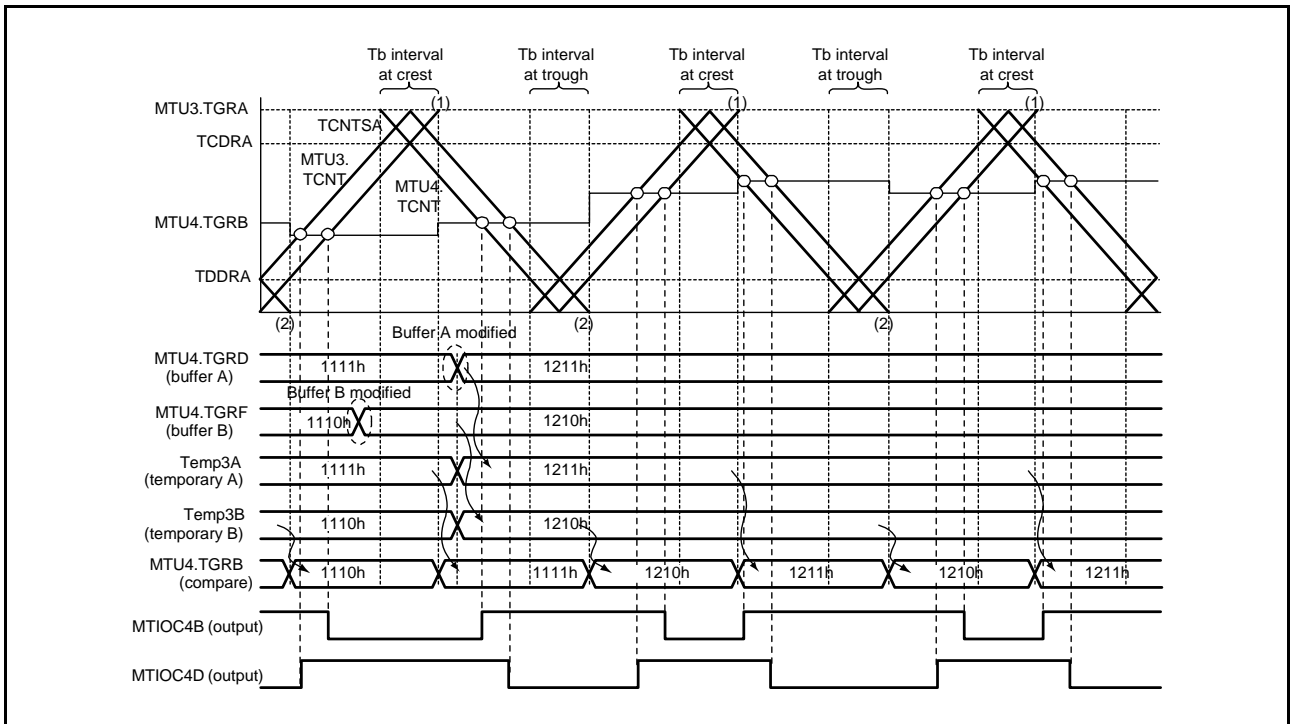 Tb interval
at crest
Tb interval
at trough
Tb interval
at crest
Tb interval
at trough
Tb interval
at crest
MTU3.TGRA
(1)
(1)
(1)
TCNTSA
TCDRA
MTU3.
TCNT
MTU4.
TCNT
MTU4.TGRB
TDDRA
(2)
(2)
(2)
Buffer A modified
MTU4.TGRD
(buffer A)
1111h
1211h
Buffer B modified
MTU4.TGRF
(buffer B)
1110h
1210h
Temp3A
(temporary A)
1111h
1211h
Temp3B
(temporary B)
1110h
1210h
MTU4.TGRB
(compare)
1110h
1111h
1210h
1211h
1210h
1211h
MTIOC4B (output)
MTIOC4D (output)